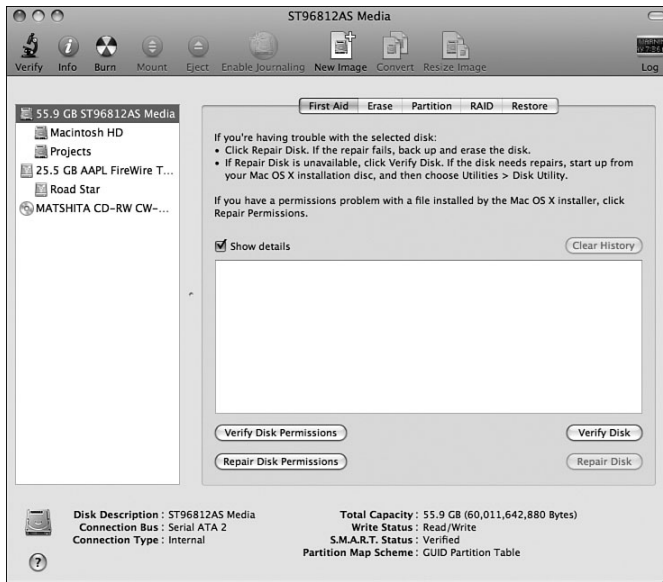 ST96812AS Media
Verify Info Burn Mount Eject Enable Journaling New Image Convert Resize Image Log
First Aid Erase Partition RAID Restore
55.9 GB ST96812AS Media
Macintosh HD
Projects
25.5 GB AAPL FireWire T...
Road Star
MATSHITA CD-RW CW-...
If you're having trouble with the selected disk:
• Click Repair Disk. If the repair fails, back up and erase the disk.
• If Repair Disk is unavailable, click Verify Disk. If the disk needs repairs, start up from
your Mac OS X installation disc, and then choose Utilities > Disk Utility.
If you have a permissions problem with a file installed by the Mac OS X installer, click
Repair Permissions.
Show details
Clear History
Verify Disk Permissions
Verify Disk
Repair Disk Permissions
Repair Disk
Disk Description : ST96812AS Media
Connection Bus : Serial ATA 2
Connection Type : Internal
Total Capacity : 55.9 GB (60,011,642,880 Bytes)
Write Status : Read/Write
S.M.A.R.T. Status : Verified
Partition Map Scheme : GUID Partition Table
?